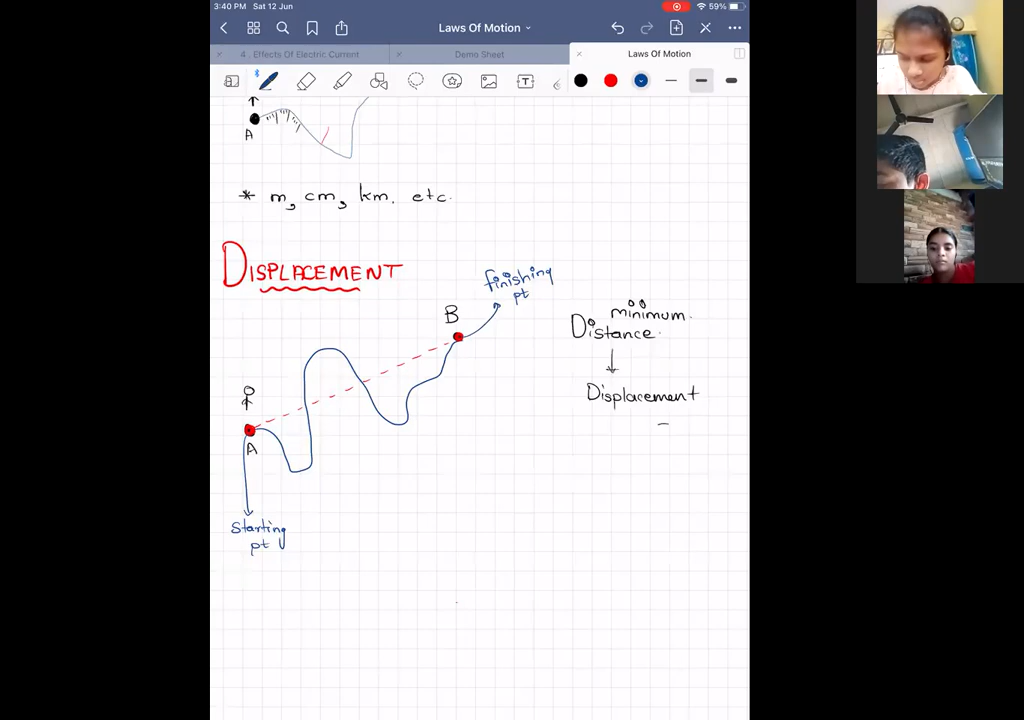 3:40 PM Sat 12 Jun
59%
Laws Of Motion
4 . Effects Of Electric Current
Demo Sheet
Laws Of Motion
T
A
* m, cm, km. etc.
DISPLACEMENT
finishing
pt
B
minimum.
Distance.
Displacement
A
Starting
pt